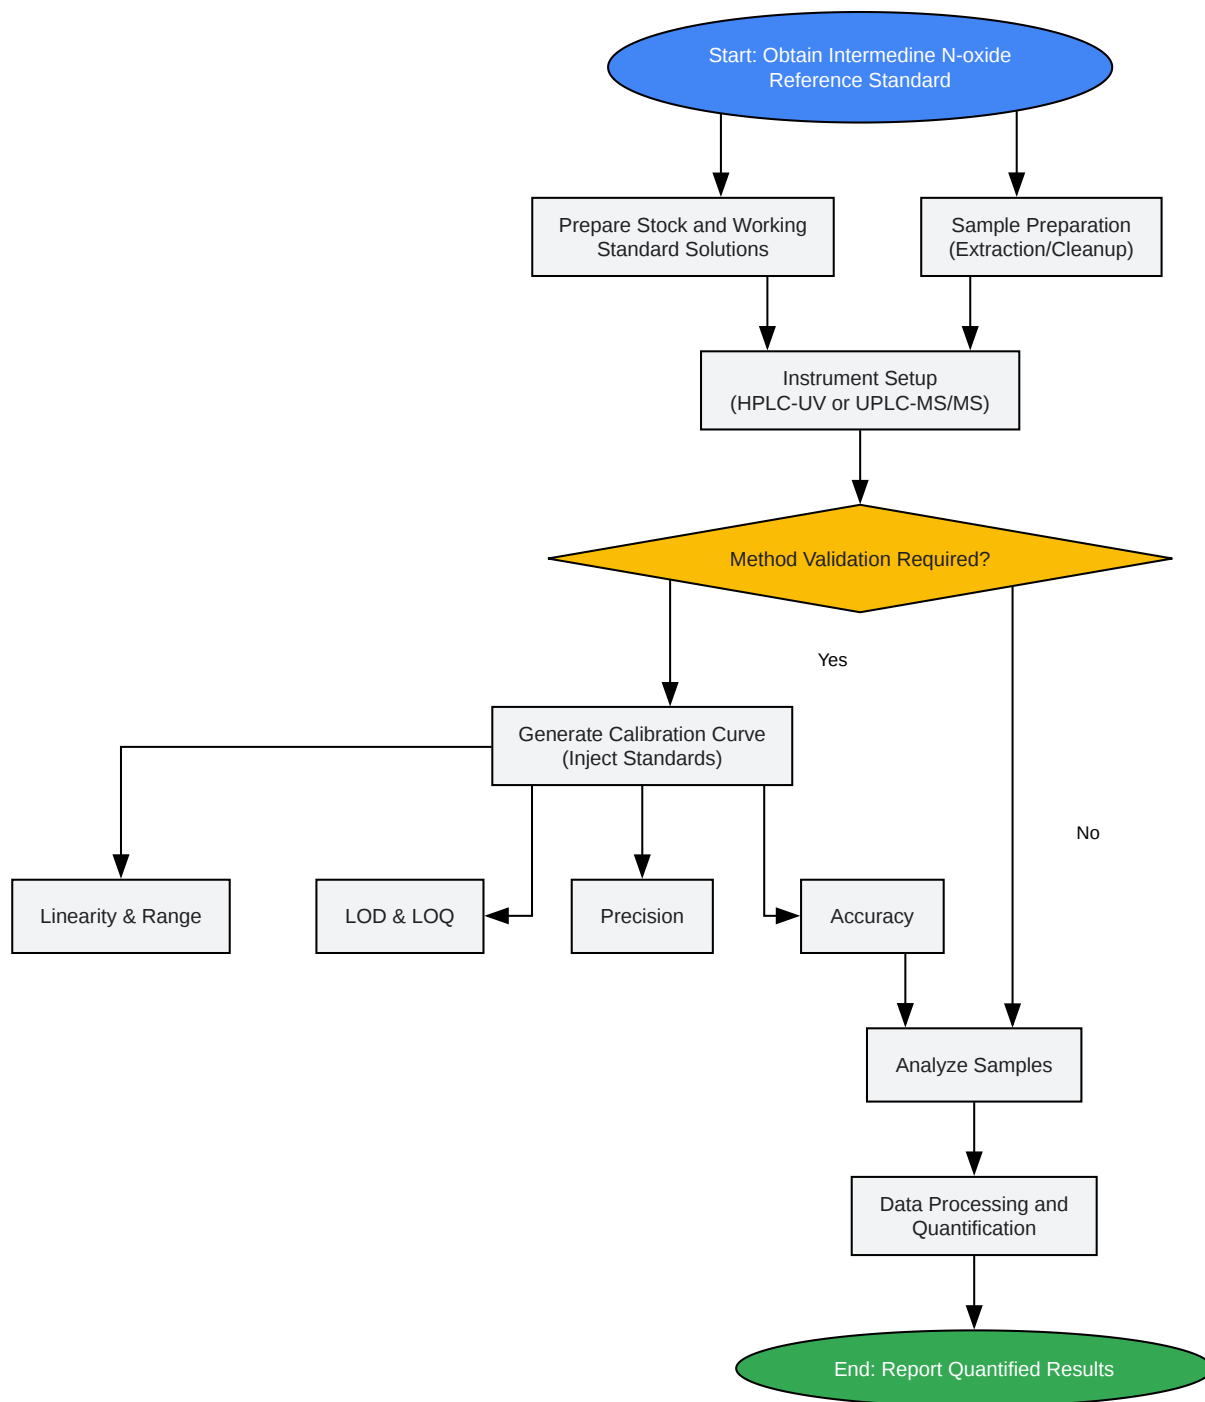 Start: Obtain Intermedine N-oxide
Reference Standard
Prepare Stock and Working
Standard Solutions
Sample Preparation
(Extraction/Cleanup)
Instrument Setup
(HPLC-UV or UPLC-MS/MS)
Method Validation Required?
Yes
Generate Calibration Curve
(Inject Standards)
No
Linearity & Range
LOD & LOQ
Precision
Accuracy
Analyze Samples
Data Processing and
Quantification
End: Report Quantified Results